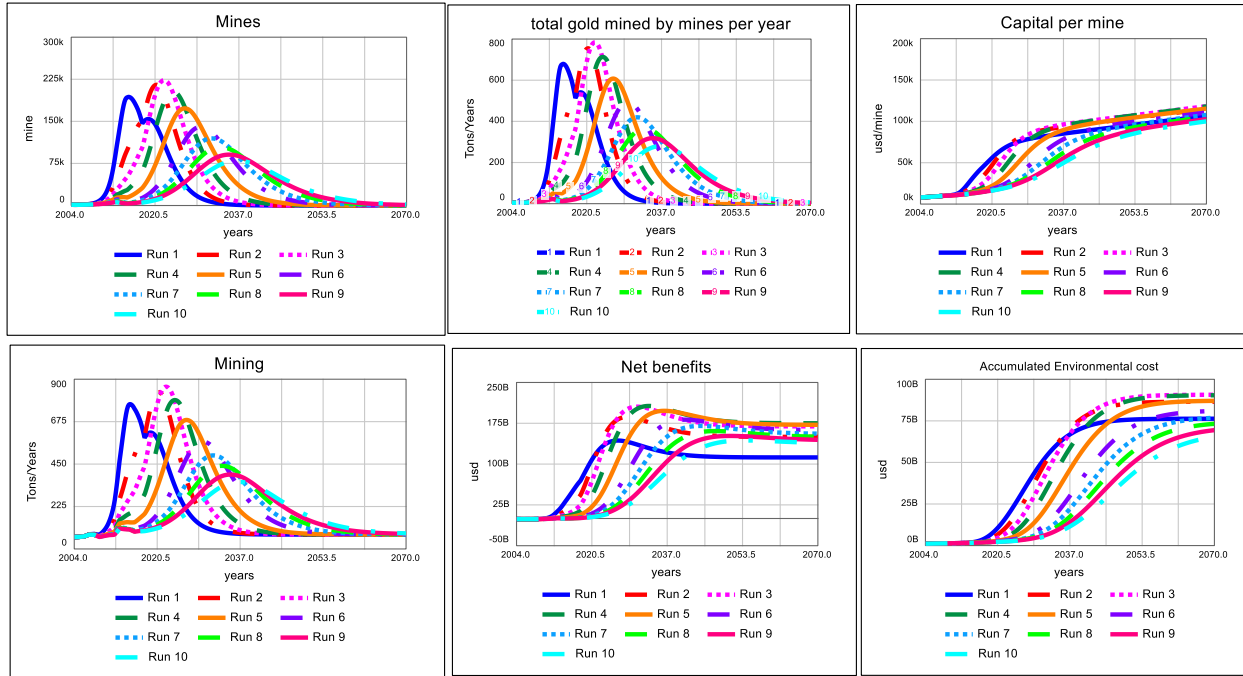 Mines
300k
225k
150k
75k
0
mine
2004.0 2020.5 2037.0 2053.5 2070.0
years
Run 1 Run 2 Run 3
Run 4 Run 5 Run 6
Run 7 Run 8 Run 9
Run 10
total gold mined by mines per year
800
600
400
200
0
Tons/Years
2004.0 2020.5 2037.0 2053.5 2070.0
years
1 Run 1 2 Run 2 3 Run 3
4 Run 4 5 Run 5 6 Run 6
7 Run 7 8 Run 8 9 Run 9
10 Run 10
Capital per mine
200k
150k
100k
50k
0
usd/mine
2004.0 2020.5 2037.0 2053.5 2070.0
years
Run 1 Run 2 Run 3
Run 4 Run 5 Run 6
Run 7 Run 8 Run 9
Run 10
Mining
900
675
450
225
0
Tons/Years
2004.0 2020.5 2037.0 2053.5 2070.0
years
Run 1 Run 2 Run 3
Run 4 Run 5 Run 6
Run 7 Run 8 Run 9
Run 10
Net benefits
250B
175B
100B
25B
-50B
usd
2004.0 2020.5 2037.0 2053.5 2070.0
years
Run 1 Run 2 Run 3
Run 4 Run 5 Run 6
Run 7 Run 8 Run 9
Run 10
Accumulated Environmental cost
100B
75B
50B
25B
0B
usd
2004.0 2020.5 2037.0 2053.5 2070.0
years
Run 1 Run 2 Run 3
Run 4 Run 5 Run 6
Run 7 Run 8 Run 9
Run 10